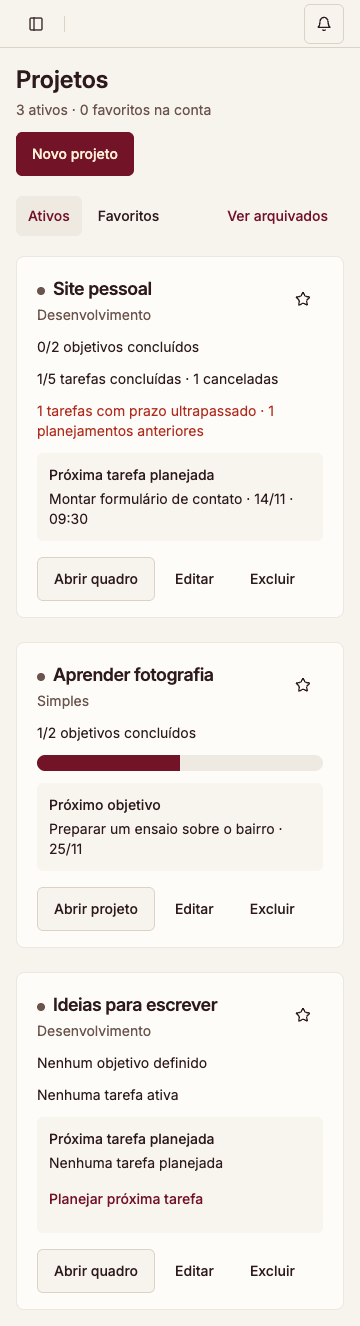 Projetos
3 ativos · 0 favoritos na conta
Novo projeto
Ativos
Favoritos
Ver arquivados
Site pessoal
Desenvolvimento
0/2 objetivos concluídos
1/5 tarefas concluídas · 1 canceladas
1 tarefas com prazo ultrapassado · 1
planejamentos anteriores
Próxima tarefa planejada
Montar formulário de contato · 14/11 ·
09:30
Abrir quadro
Editar
Excluir
Aprender fotografia
Simples
1/2 objetivos concluídos
Próximo objetivo
Preparar um ensaio sobre o bairro ·
25/11
Abrir projeto
Editar
Excluir
Ideias para escrever
Desenvolvimento
Nenhum objetivo definido
Nenhuma tarefa ativa
Próxima tarefa planejada
Nenhuma tarefa planejada
Planejar próxima tarefa
Abrir quadro
Editar
Excluir